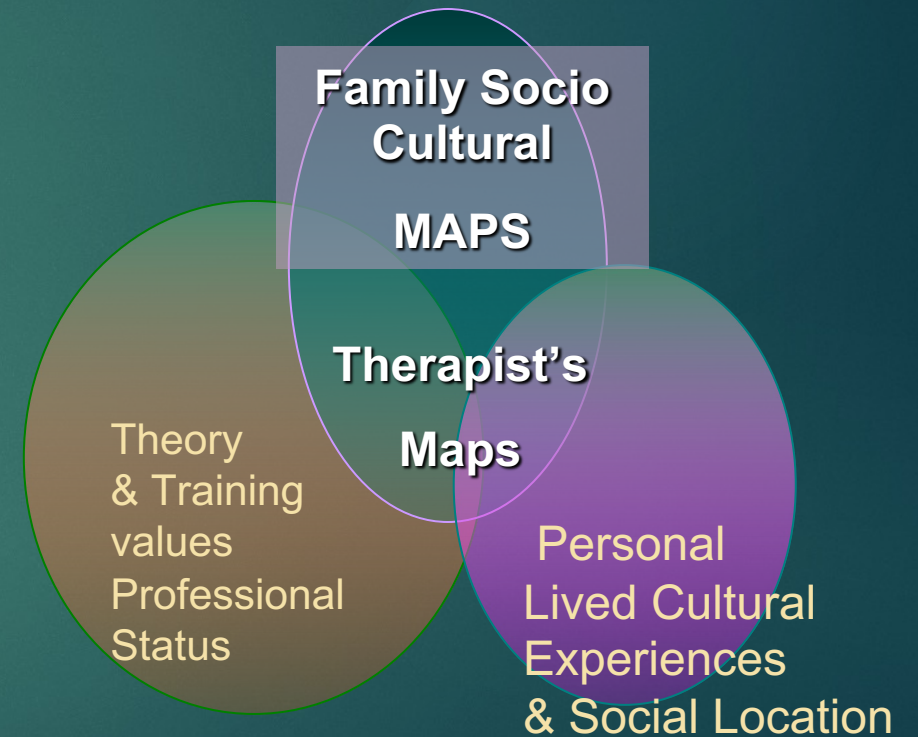 Family Socio
Cultural
MAPS
Therapist’s
Maps
Theory
& Training
values
Professional
Status
Personal
Lived Cultural
Experiences
& Social Location